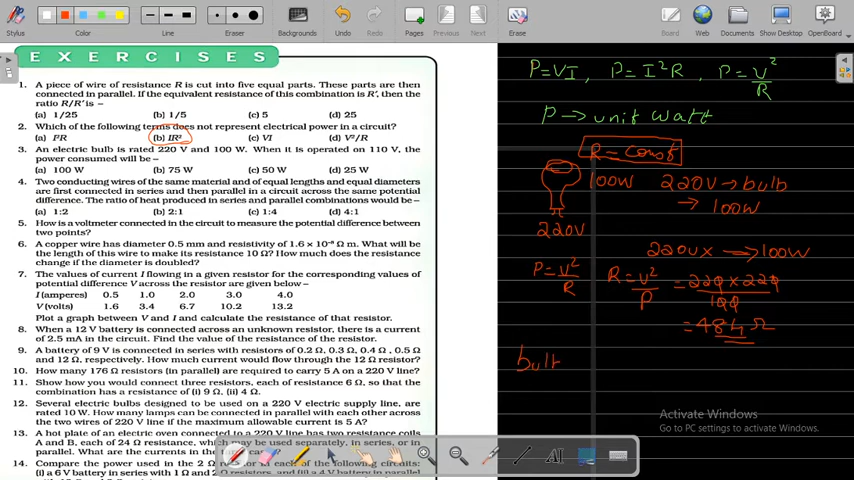 Stylus
Color
Line
Eraser
Backgrounds
Undo
Redo
Pages
Previous
Next
Erase
Board
Web
Show Desktop
OpenBoard
EXERCISES
1. A piece of wire of resistance R is cut into five equal parts. These parts are then
connected in parallel. If the equivalent resistance of this combination is R′, then the
ratio R/R′ is –
(a) 1/25 (b) 1/5 (c) 5 (d) 25
2. Which of the following terms does not represent electrical power in a circuit?
(a) I²R (b) IR² (c) VI (d) V²/R
3. An electric bulb is rated 220 V and 100 W. When it is operated on 110 V, the
power consumed will be –
(a) 100 W (b) 75 W (c) 50 W (d) 25 W
4. Two conducting wires of the same material and of equal lengths and equal diameters
are first connected in series and then parallel in a circuit across the same potential
difference. The ratio of heat produced in series and parallel combinations would be –
(a) 1:2 (b) 2:1 (c) 1:4 (d) 4:1
5. How is a voltmeter connected in the circuit to measure the potential difference between
two points?
6. A copper wire has diameter 0.5 mm and resistivity of 1.6 × 10⁻⁸ Ω m. What will be
the length of this wire to make its resistance 10 Ω? How much does the resistance
change if the diameter is doubled?
7. The values of current I flowing in a given resistor for the corresponding values of
potential difference V across the resistor are given below –
I (amperes) 0.5 1.0 2.0 3.0 4.0
V (volts) 1.6 3.4 6.7 10.2 13.2
Plot a graph between V and I and calculate the resistance of that resistor.
8. When a 12 V battery is connected across an unknown resistor, there is a current
of 2.5 mA in the circuit. Find the value of the resistance of the resistor.
9. A battery of 9 V is connected in series with resistors of 0.2 Ω, 0.3 Ω, 0.4 Ω, 0.5 Ω
and 12 Ω, respectively. How much current would flow through the 12 Ω resistor?
10. How many 176 Ω resistors (in parallel) are required to carry 5 A on a 220 V line?
11. Show how you would connect three resistors, each of resistance 6 Ω, so that the
combination has a resistance of (i) 9 Ω, (ii) 4 Ω.
12. Several electric bulbs designed to be used on a 220 V electric supply line, are
rated 10 W. How many lamps can be connected in parallel with each other across
the two wires of 220 V line if the maximum allowable current is 5 A?
13. A hot plate of an electric oven connected to a 220 V line has two resistance coils
A and B, each of 24 Ω resistance, which may be used separately, in series, or in
parallel. What are the currents in the
14. Compare the power used in the 2 Ω in each of the following circuits:
(i) a 6 V battery in series with 1 Ω and 2 Ω resistors, and (ii) a 4 V battery in parallel
P=VI, P=I²R, P=V²/R
P → unit watt
R = Const
100W 220V → bulb
→ 100W
220V
220V x → 100W
P=V²/R R=V²/P = 220×220/100
= 484 Ω
bulb
Activate Windows
Go to PC settings to activate Windows.